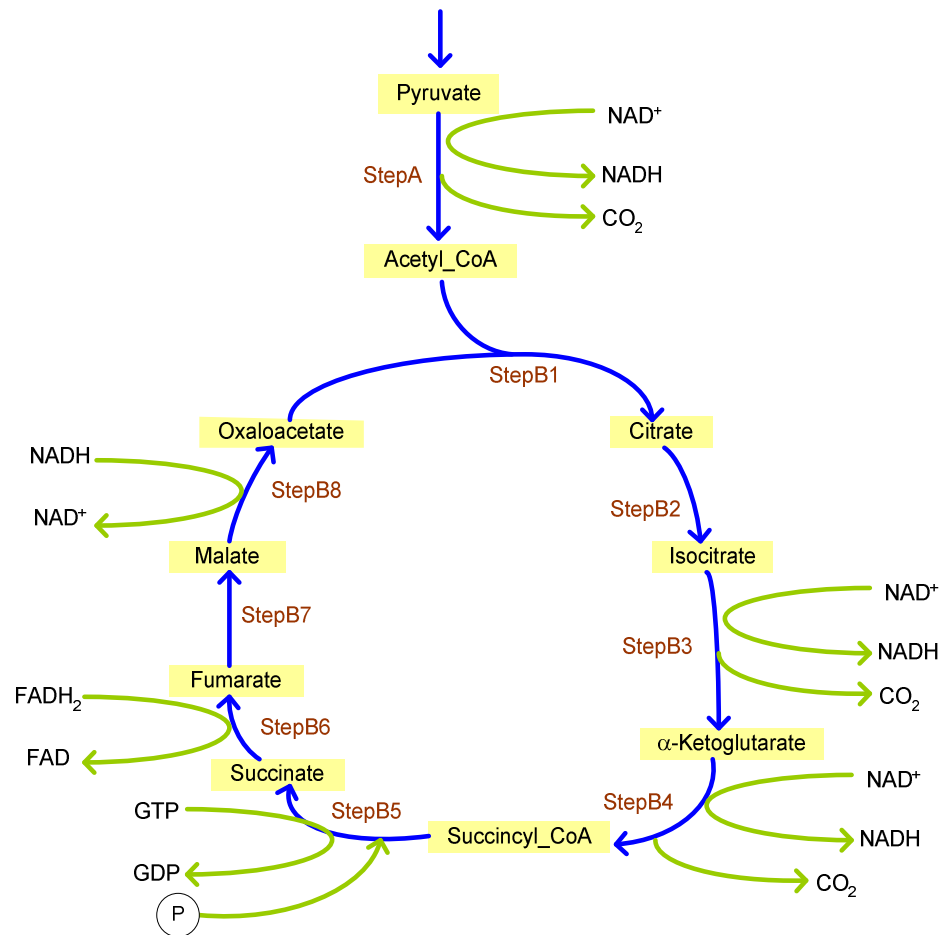 Pyruvate
NAD+
StepA
NADH
CO2
Acetyl_CoA
StepB1
Oxaloacetate
Citrate
NADH
StepB8
NAD+
StepB2
Malate
Isocitrate
NAD+
StepB7
StepB3
NADH
Fumarate
CO2
FADH2
StepB6
FAD
α-Ketoglutarate
Succinate
NAD+
StepB4
GTP
StepB5
Succincyl_CoA
NADH
GDP
CO2
P